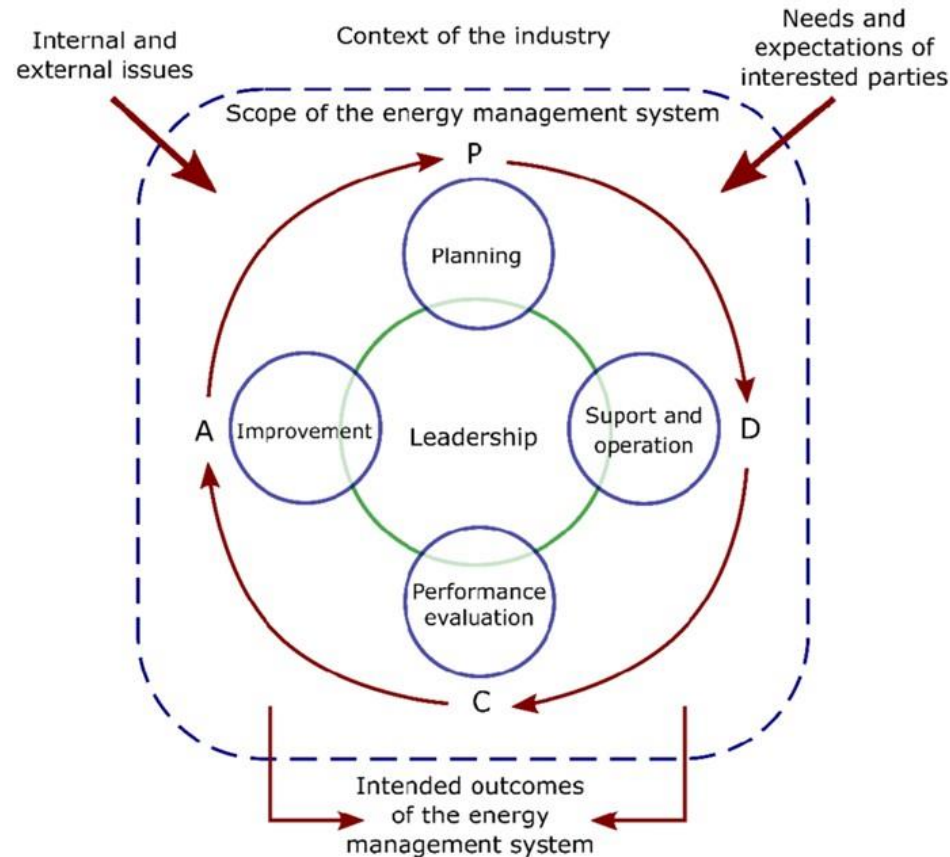 Internal and
external issues
Context of the industry
Needs and
expectations of
interested parties
Scope of the energy management system
P
Planning
A
Improvement
Leadership
Suport and
operation
D
Performance
evaluation
C
Intended outcomes
of the energy
management system